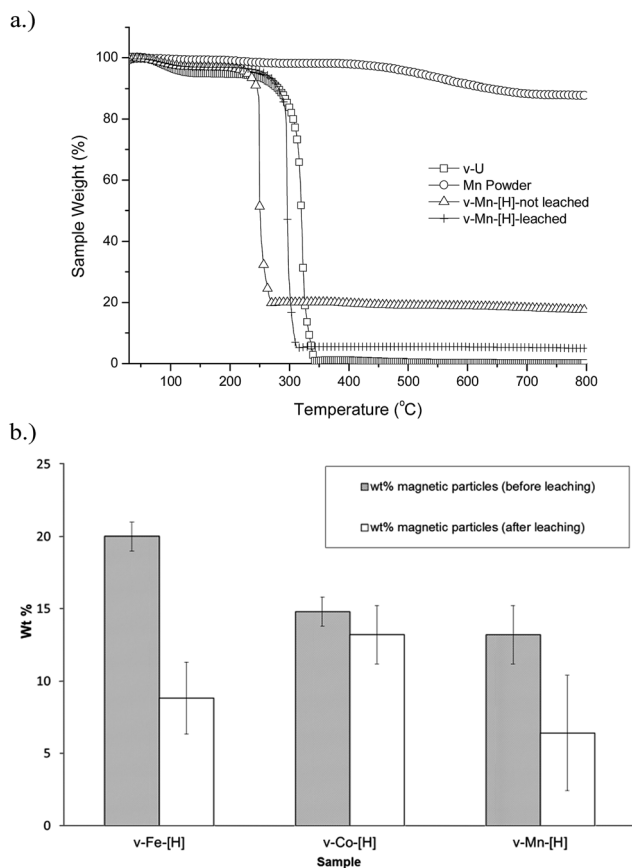 a.)
100
80
60
40
20
0
Sample Weight (%)
v-U
Mn Powder
v-Mn-[H]-not leached
v-Mn-[H]-leached
100 200 300 400 500 600 700 800
Temperature (°C)
b.)
25
20
15
10
5
0
Wt %
wt% magnetic particles (before leaching)
wt% magnetic particles (after leaching)
v-Fe-[H] v-Co-[H] v-Mn-[H]
Sample